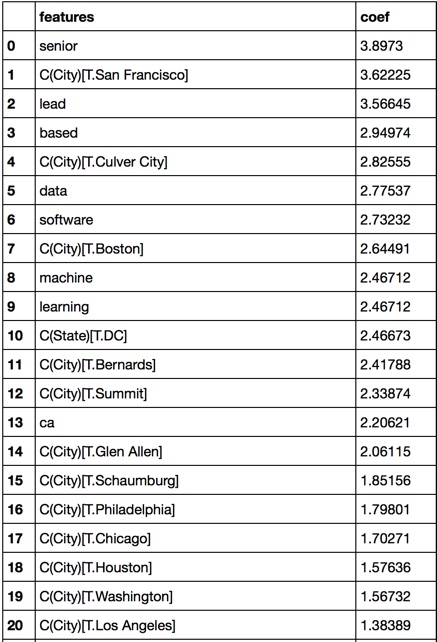 features coef
0 senior 3.8973
1 C(City)[T.San Francisco] 3.62225
2 lead 3.56645
3 based 2.94974
4 C(City)[T.Culver City] 2.82555
5 data 2.77537
6 software 2.73232
7 C(City)[T.Boston] 2.64491
8 machine 2.46712
9 learning 2.46712
10 C(State)[T.DC] 2.46673
11 C(City)[T.Bernards] 2.41788
12 C(City)[T.Summit] 2.33874
13 ca 2.20621
14 C(City)[T.Glen Allen] 2.06115
15 C(City)[T.Schaumburg] 1.85156
16 C(City)[T.Philadelphia] 1.79801
17 C(City)[T.Chicago] 1.70271
18 C(City)[T.Houston] 1.57636
19 C(City)[T.Washington] 1.56732
20 C(City)[T.Los Angeles] 1.38389